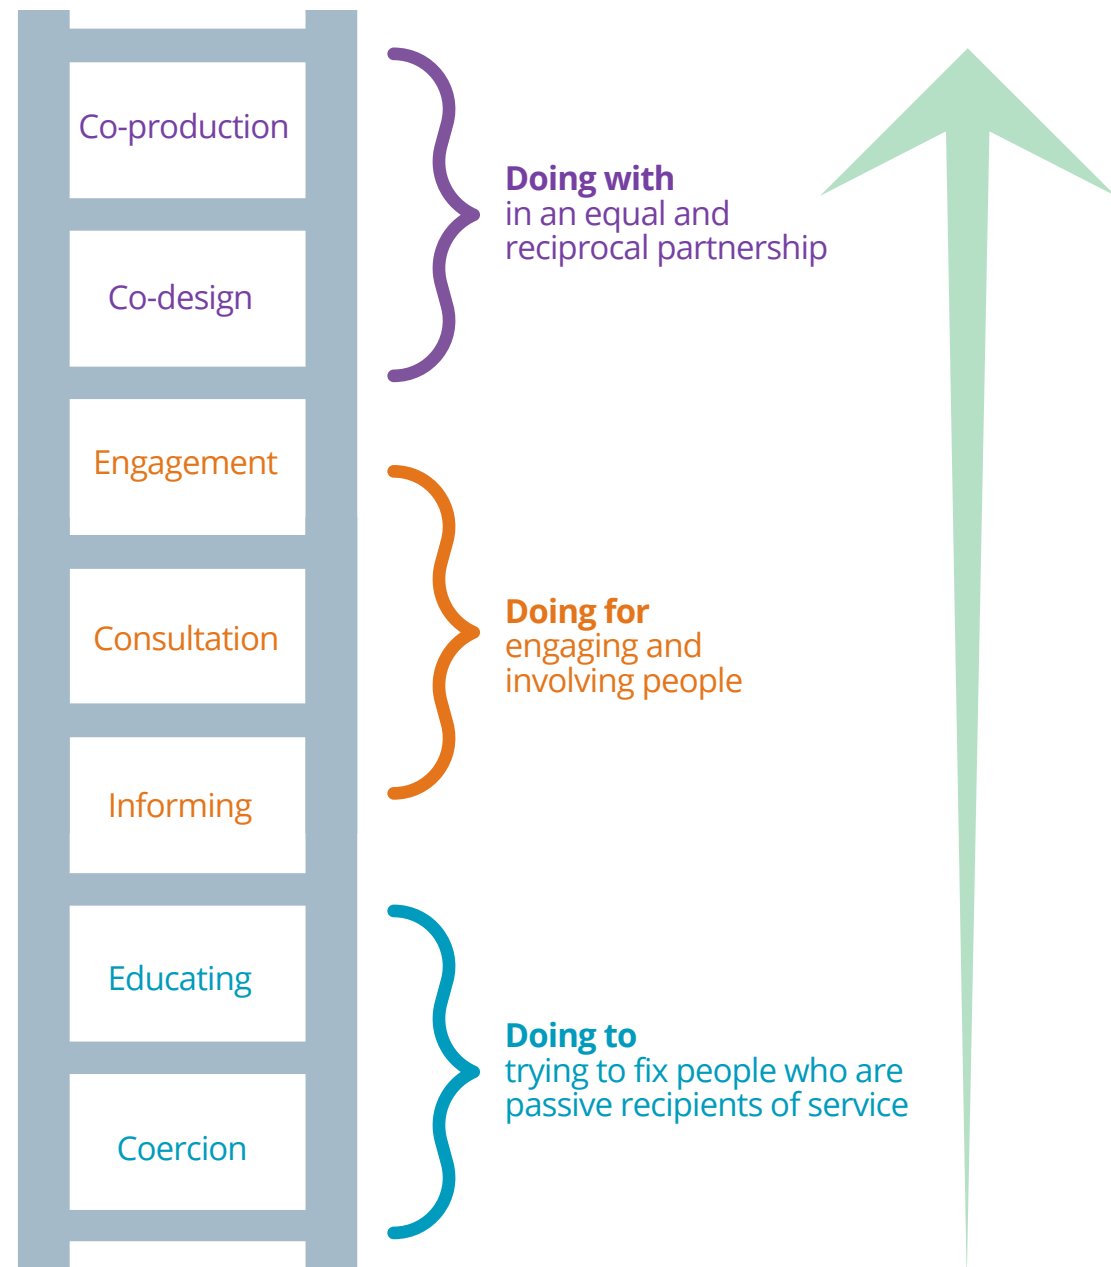 Co-production
Doing with
in an equal and
reciprocal partnership
Co-design
Engagement
Consultation
Doing for
engaging and
involving people
Informing
Educating
Doing to
trying to fix people who are
passive recipients of service
Coercion